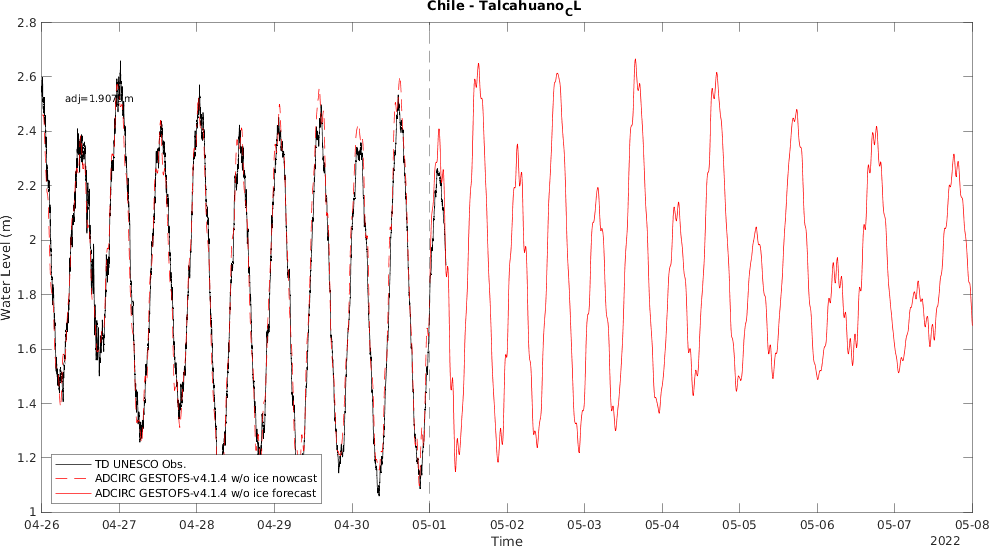 Chile - Talcahuano_CL
2.8
2.6
adj=1.907 m
2.4
2.2
2
1.8
1.6
1.4
1.2
1
Water Level (m)
TD UNESCO Obs.
ADCIRC GESTOFS-v4.1.4 w/o ice nowcast
ADCIRC GESTOFS-v4.1.4 w/o ice forecast
04-26 04-27 04-28 04-29 04-30 05-01 05-02 05-03 05-04 05-05 05-06 05-07 05-08
Time
2022